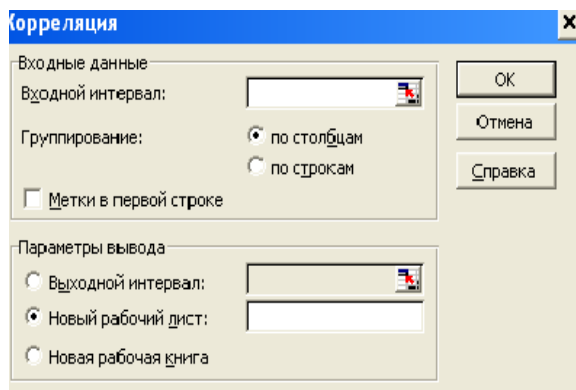 Корреляция
Входные данные
Входной интервал:
Группирование:
по столбцам
по строкам
Метки в первой строке
OK
Отмена
Справка
Параметры вывода
Выходной интервал:
Новый рабочий лист:
Новая рабочая книга